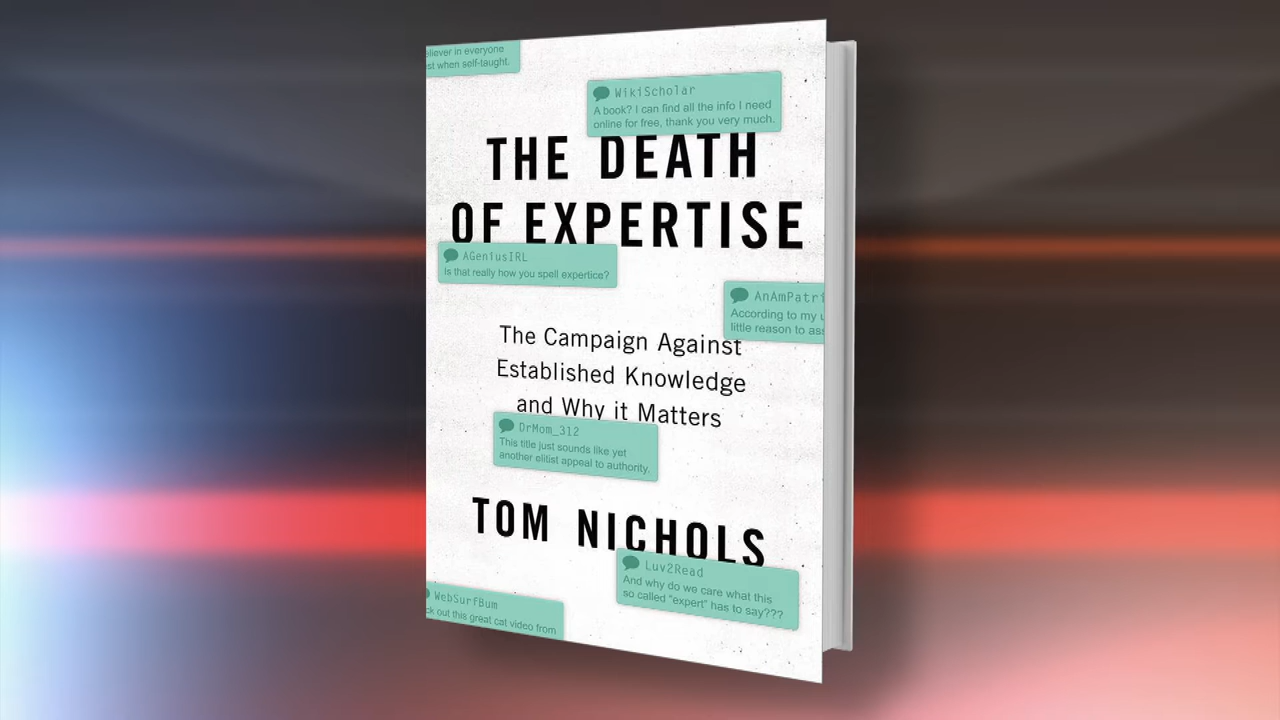 eliever in everyone
st when self-taught.
WikiScholar
A book? I can find all the info I need
online for free, thank you very much.
THE DEATH
OF EXPERTISE
AGen1usIRL
Is that really how you spell expertice?
AnAmPatri
According to my u
little reason to ass
The Campaign Against
Established Knowledge
and Why it Matters
DrMom_312
This title just sounds like yet
another elitist appeal to authority.
TOM NICHOLS
Luv2Read
And why do we care what this
so called "expert" has to say???
WebSurfBum
ck out this great cat video from